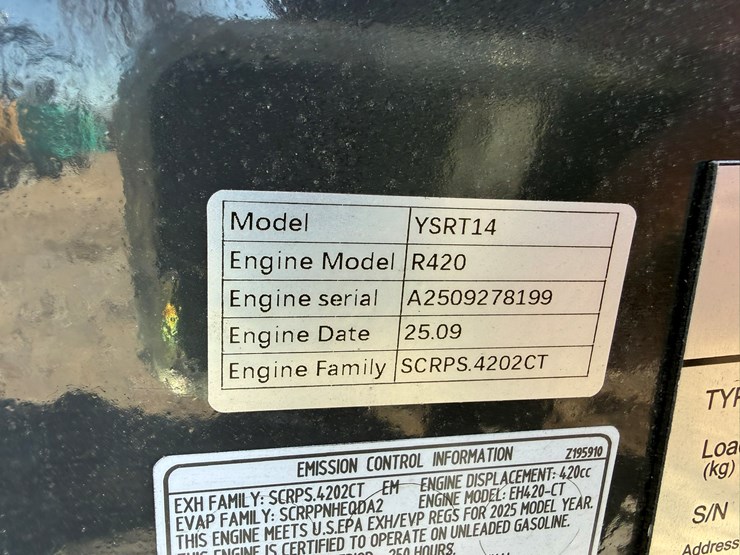 Model YSRT14
Engine Model R420
Engine serial A2509278199
Engine Date 25.09
Engine Family SCRPS.4202CT
EMISSION CONTROL INFORMATION Z195910
EXH FAMILY: SCRPS.4202CT EM ENGINE DISPLACEMENT: 420cc
EVAP FAMILY: SCRPPNHEQDA2 ENGINE MODEL: EH420-CT
THIS ENGINE MEETS U.S.EPA EXH/EVP REGS FOR 2025 MODEL YEAR.
THIS ENGINE IS CERTIFIED TO OPERATE ON UNLEADED GASOLINE.
250 HOURS.
(kg)
S/N
Address